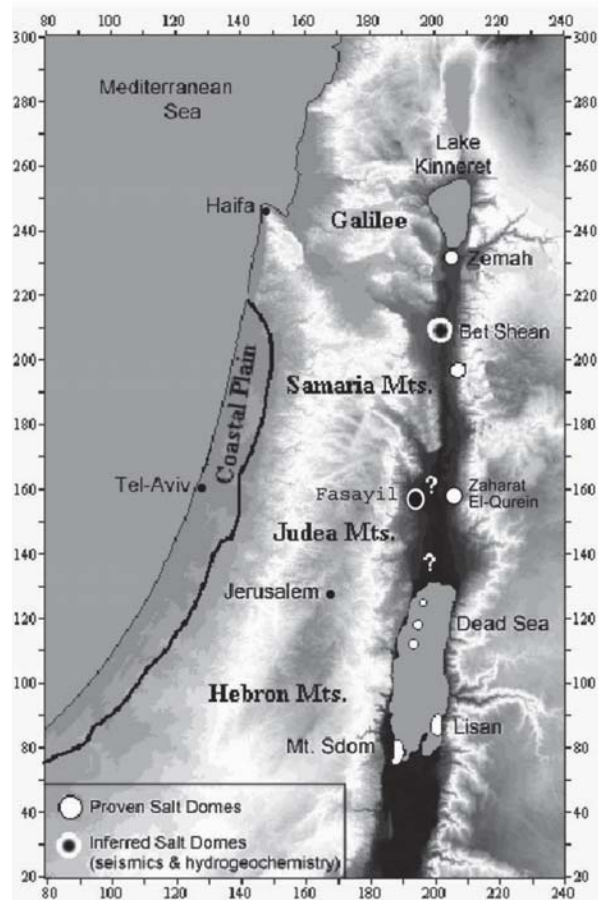 80 100 120 140 160 180 200 220 240
300 300
280 280
Mediterranean
Sea
Lake
Kinneret
260 260
Haifa
Galilee
240 240
Zemah
220 220
Bet Shean
200 200
Coastal Plain
Samaria Mts.
180 180
Tel-Aviv
160 160
Fasayil
?
Zaharat
El-Qurein
Judea Mts.
140 140
?
Jerusalem
120 120
Dead Sea
100 100
Hebron Mts.
Lisan
Mt. Sdom
80 80
Proven Salt Domes
40 40
Inferred Salt Domes
(seismics & hydrogeochemistry)
20 20
80 100 120 140 160 180 200 220 240